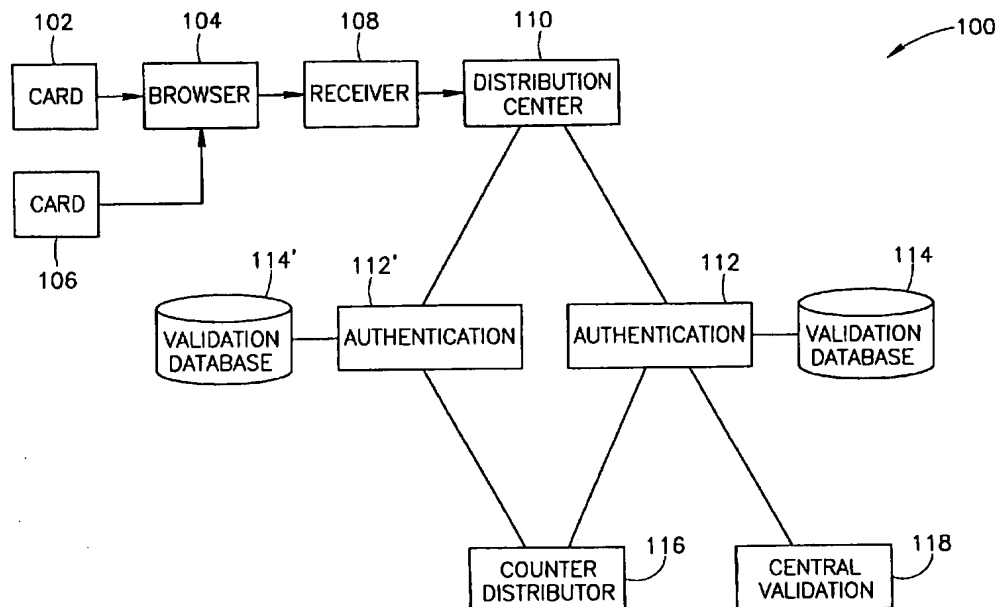 102
104
108
110
100
CARD
BROWSER
RECEIVER
DISTRIBUTION
CENTER
CARD
106
114'
112'
112
114
VALIDATION
DATABASE
AUTHENTICATION
AUTHENTICATION
VALIDATION
DATABASE
COUNTER
DISTRIBUTOR
116
CENTRAL
VALIDATION
118